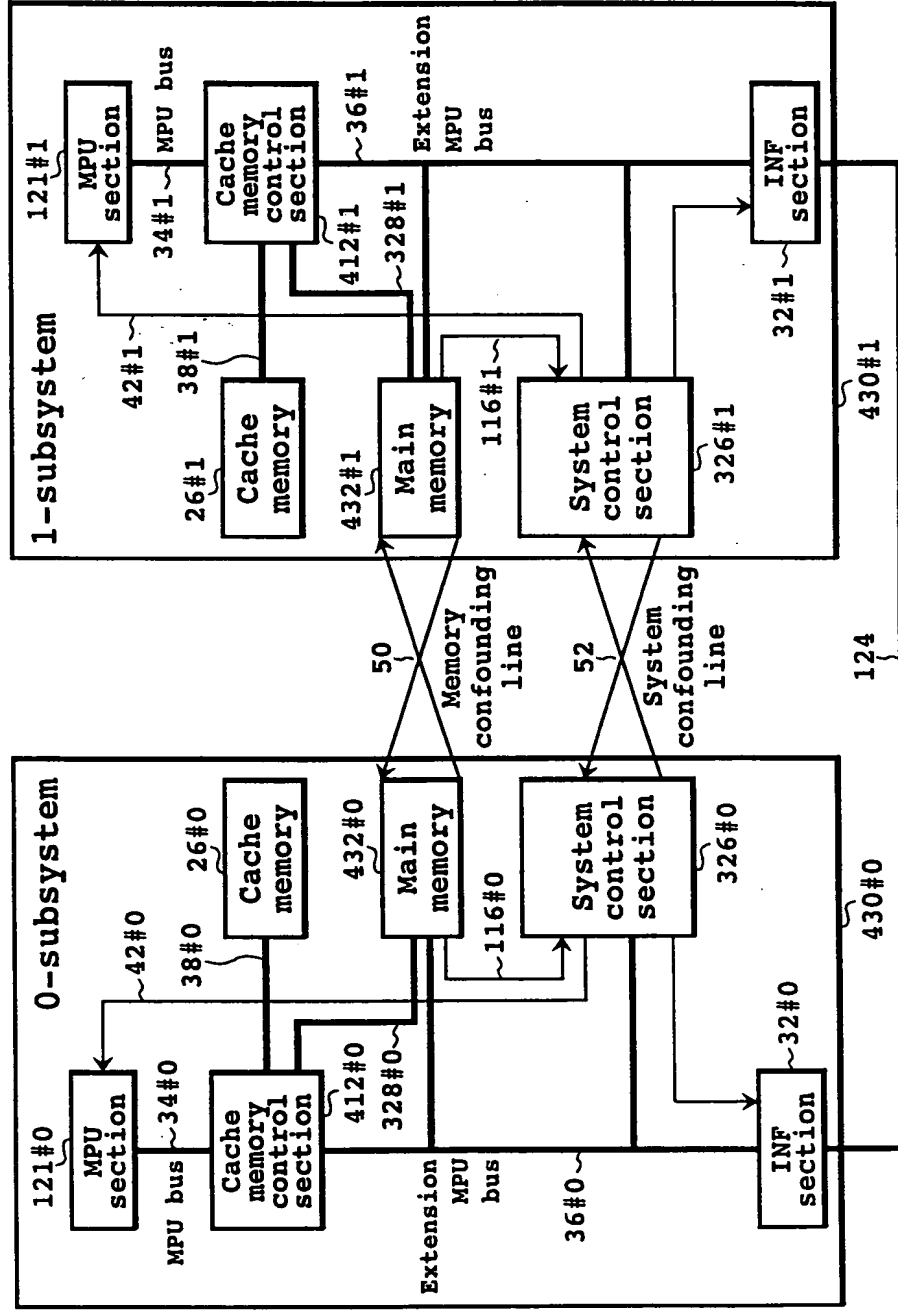 0-subsystem
121#0
MPU
section
34#0
MPU bus
42#0
Cache
memory
control
section
412#0
38#0
26#0
Cache
memory
328#0
432#0
Main
memory
116#0
Extension
MPU
bus
36#0
System
control
section
326#0
INF
section
32#0
430#0
50
Memory
confounding
line
52
System
confounding
line
124
1-subsystem
121#1
MPU
section
34#1
MPU bus
42#1
Cache
memory
control
section
412#1
38#1
26#1
Cache
memory
328#1
36#1
432#1
Main
memory
116#1
Extension
MPU
bus
System
control
section
326#1
INF
section
32#1
430#1